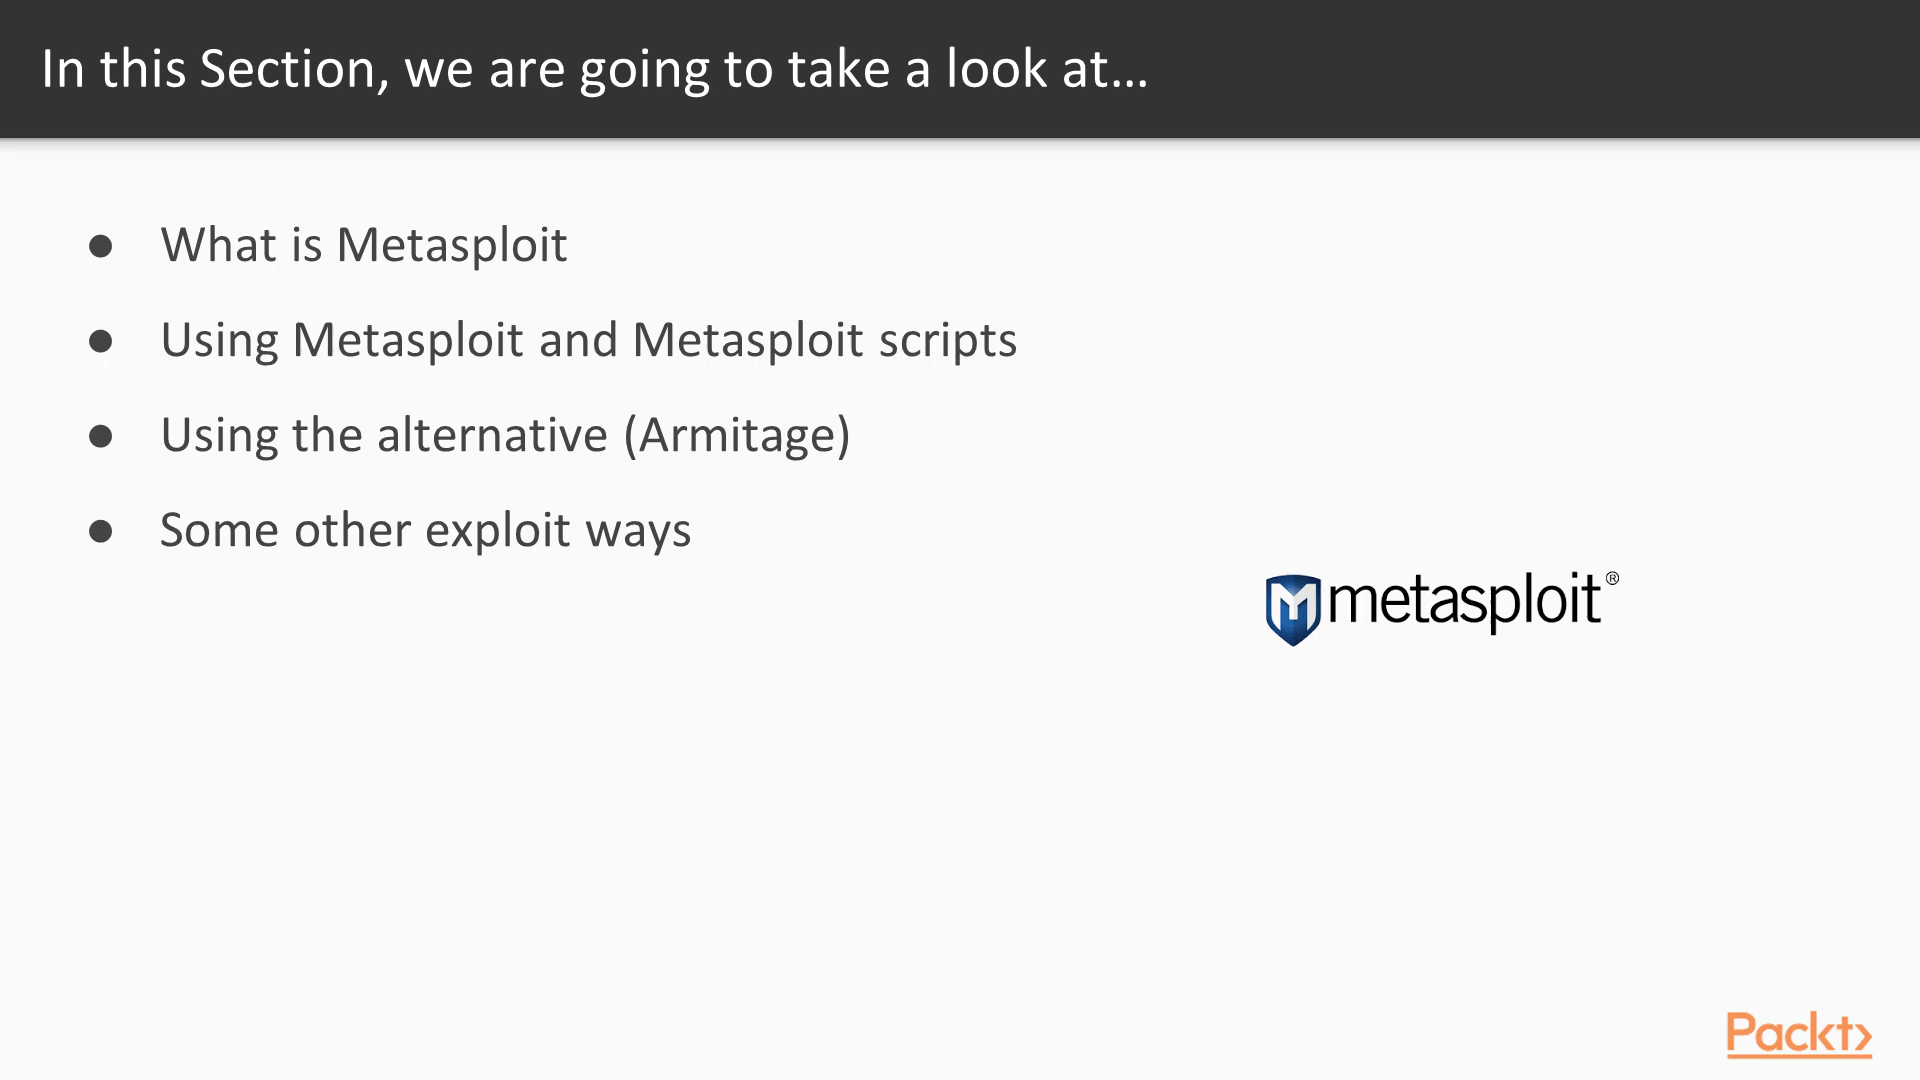 In this Section, we are going to take a look at...
● What is Metasploit
● Using Metasploit and Metasploit scripts
● Using the alternative (Armitage)
● Some other exploit ways
metasploit®
Packt>